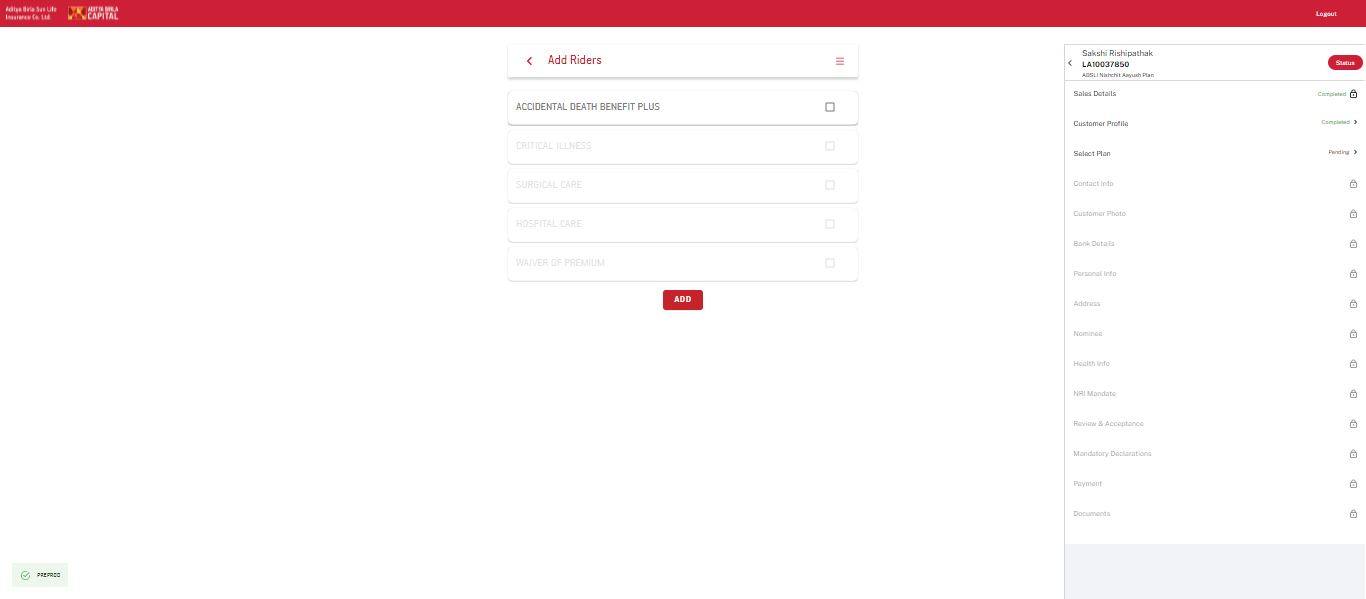 Aditya Birla Sun Life
Insurance Co. Ltd.
ADITYA BIRLA
CAPITAL
Logout
Add Riders
ACCIDENTAL DEATH BENEFIT PLUS
CRITICAL ILLNESS
SURGICAL CARE
HOSPITAL CARE
WAIVER OF PREMIUM
ADD
Sakshi Rishipathak
LA10037850
ABSLI Nishchit Aayush Plan
Status
Sales Details
Completed
Customer Profile
Completed
Select Plan
Pending
Contact Info
Customer Photo
Bank Details
Personal Info
Address
Nominee
Health Info
NRI Mandate
Review & Acceptance
Mandatory Declarations
Payment
Documents
PREPROD